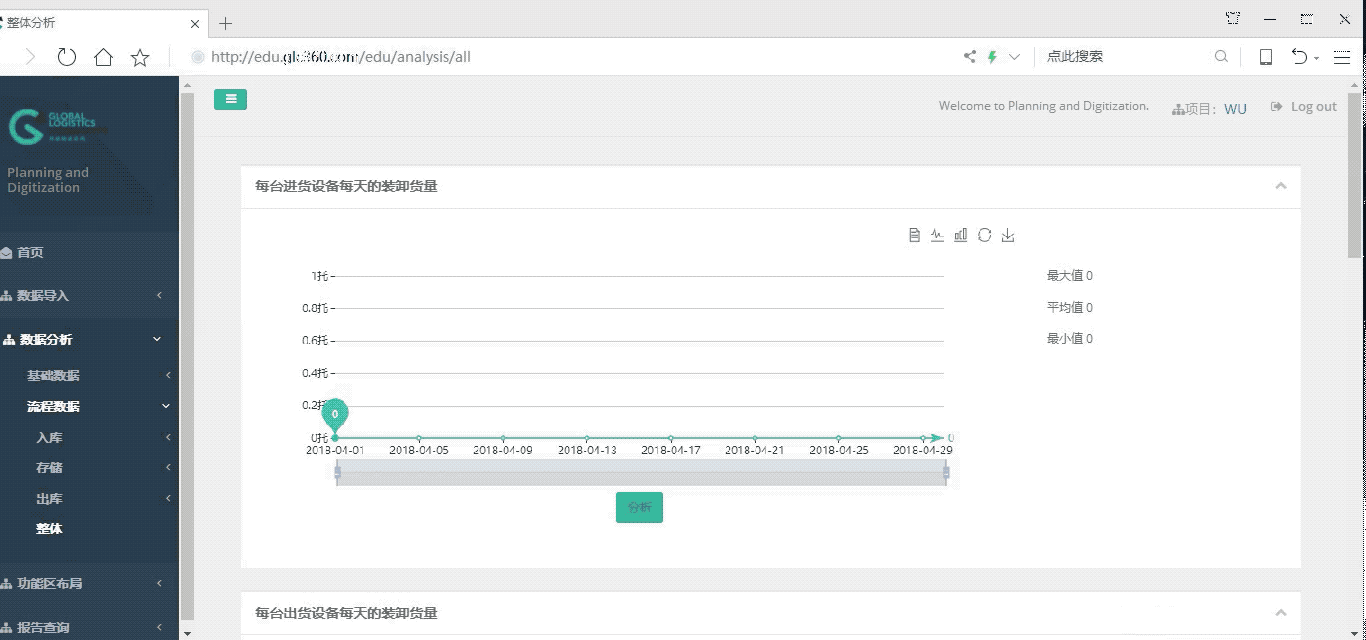 整体分析
http://edu.glc360.com/edu/analysis/all
点此搜索
GLOBAL
LOGISTICS
Planning and
Digitization
首页
数据导入
数据分析
基础数据
流程数据
入库
存储
出库
整体
功能区布局
报告查询
Welcome to Planning and Digitization.
项目： WU
Log out
每台进货设备每天的装卸货量
1托
0.8托
0.6托
0.4托
0.2托
0托
0
0
2018-04-01 2018-04-05 2018-04-09 2018-04-13 2018-04-17 2018-04-21 2018-04-25 2018-04-29
最大值 0
平均值 0
最小值 0
分析
每台出货设备每天的装卸货量